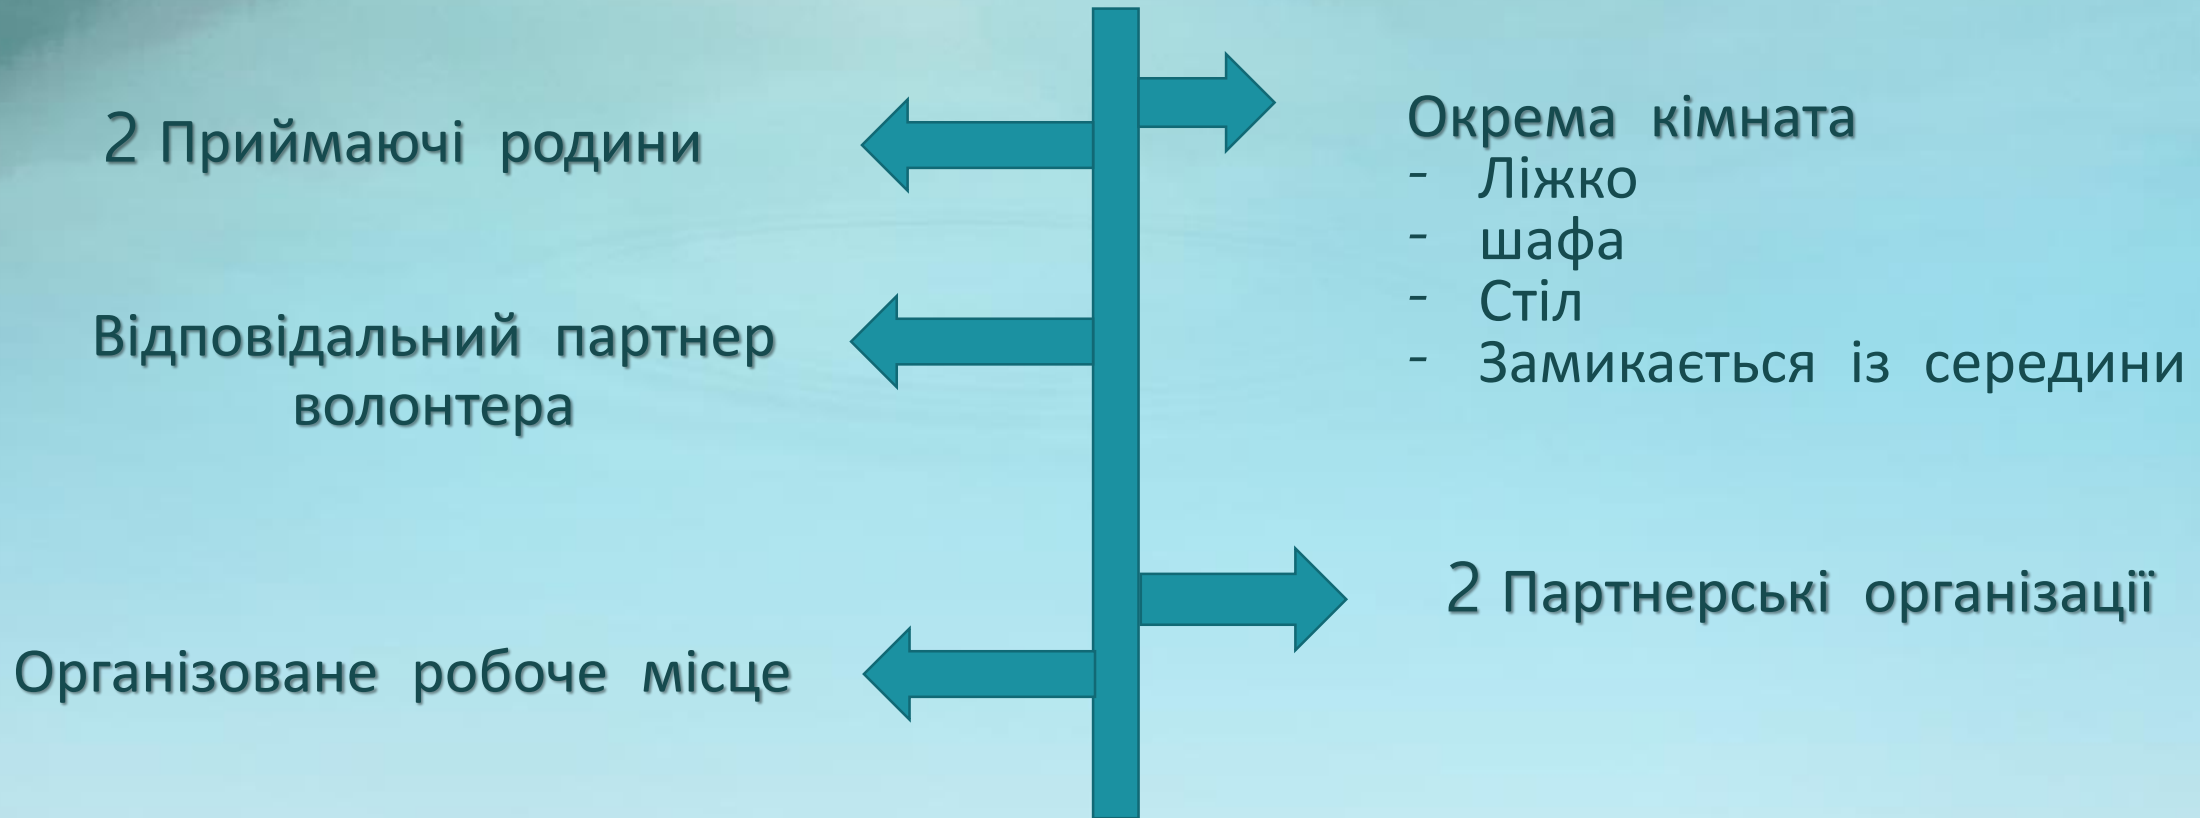 2 Приймаючі родини
Відповідальний партнер
волонтера
Організоване робоче місце
Окрема кімната
- Ліжко
- шафа
- Стіл
- Замикається із середини
2 Партнерські організації